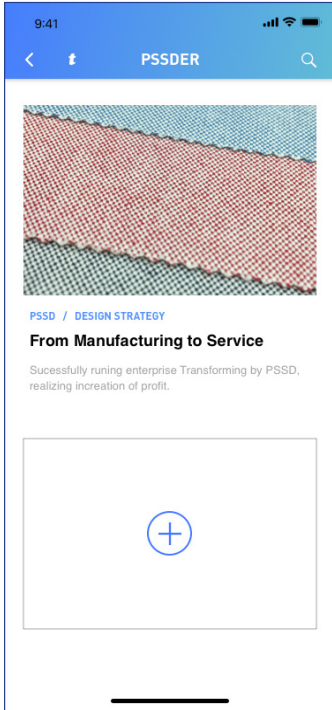 9:41
t PSSDER
PSSD / DESIGN STRATEGY
From Manufacturing to Service
Sucessfully runing enterprise Transforming by PSSD,
realizing increation of profit.